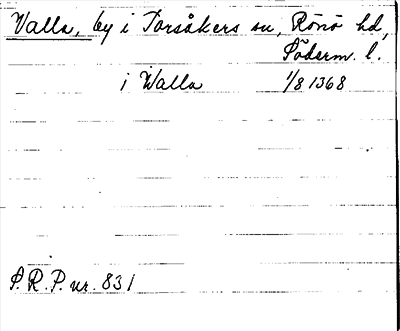 Valla, by i Torsåkers sn, Rönö hd,
Söderm. l.
i Walla 1/8 1368
S.R.P. nr. 831